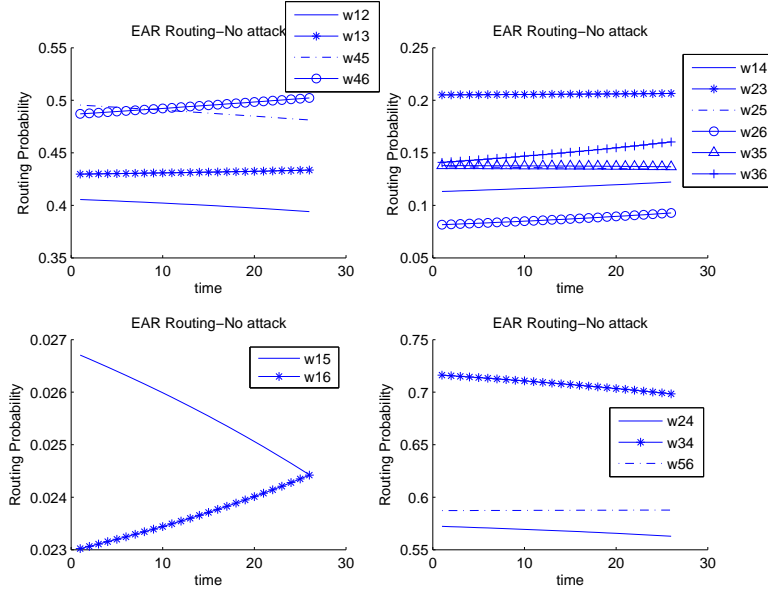 EAR Routing−No attack
w12
w13
w45
w46
0.55
0.5
0.45
0.4
0.35
Routing Probability
0 10 20 30
time
EAR Routing−No attack
w14
w23
w25
w26
w35
w36
0.25
0.2
0.15
0.1
0.05
Routing Probability
0 10 20 30
time
EAR Routing−No attack
w15
w16
0.027
0.026
0.025
0.024
0.023
Routing Probability
0 10 20 30
time
EAR Routing−No attack
w24
w34
w56
0.75
0.7
0.65
0.6
0.55
Routing Probability
0 10 20 30
time